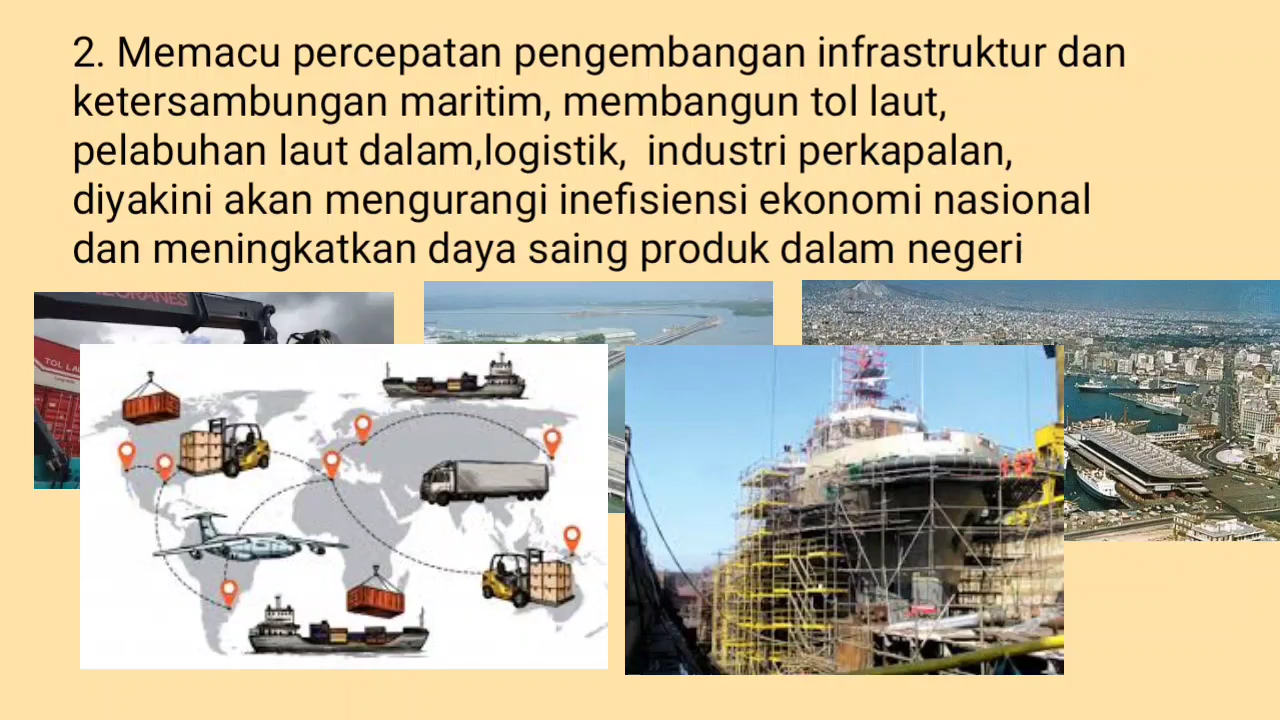 2. Memacu percepatan pengembangan infrastruktur dan
ketersambungan maritim, membangun tol laut,
pelabuhan laut dalam,logistik,  industri perkapalan,
diyakini akan mengurangi inefisiensi ekonomi nasional
dan meningkatkan daya saing produk dalam negeri
TOL